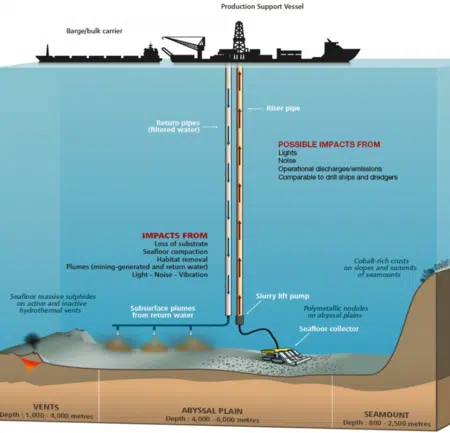 Production Support Vessel
Barge/bulk carrier
Return pipes
(filtered water)
Riser pipe
POSSIBLE IMPACTS FROM
Lights
Noise
Operational discharges/emissions
Comparable to drill ships and dredgers
IMPACTS FROM
Loss of substrate
Seafloor compaction
Habitat removal
Plumes (mining-generated and return water)
Light - Noise - Vibration
Cobalt-rich crusts
on slopes and summits
of seamounts
Seafloor massive sulphides
on active and inactive
hydrothermal vents
Subsurface plumes
from return water
Slurry lift pump
Polymetallic nodules
on abyssal plains
Seafloor collector
VENTS
Depth : 1,000 - 4,000 metres
ABYSSAL PLAIN
Depth : 4,000 - 6,000 metres
SEAMOUNT
Depth : 800 - 2,500 metres